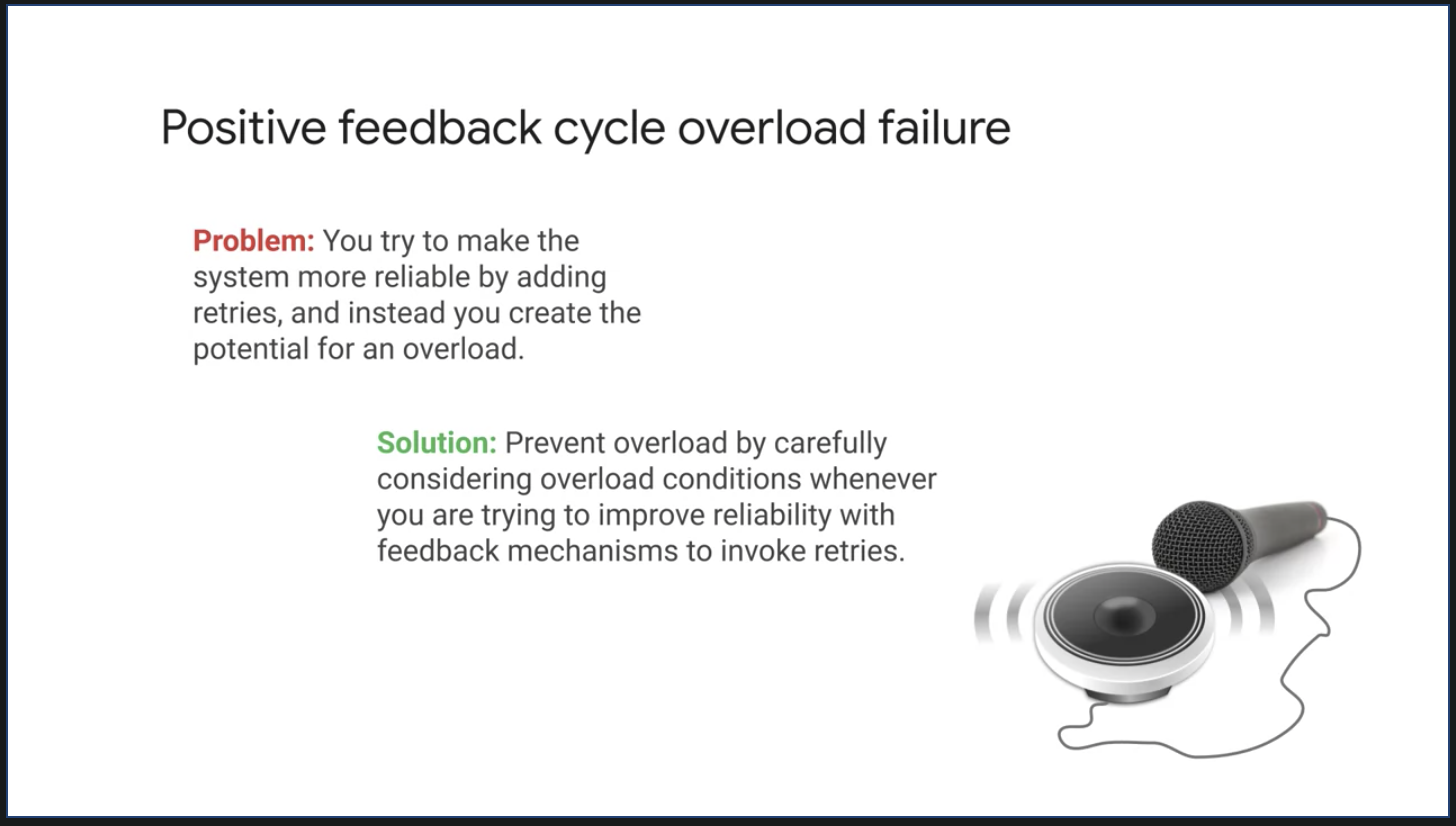 Positive feedback cycle overload failure
Problem: You try to make the
system more reliable by adding
retries, and instead you create the
potential for an overload.
Solution: Prevent overload by carefully
considering overload conditions whenever
you are trying to improve reliability with
feedback mechanisms to invoke retries.